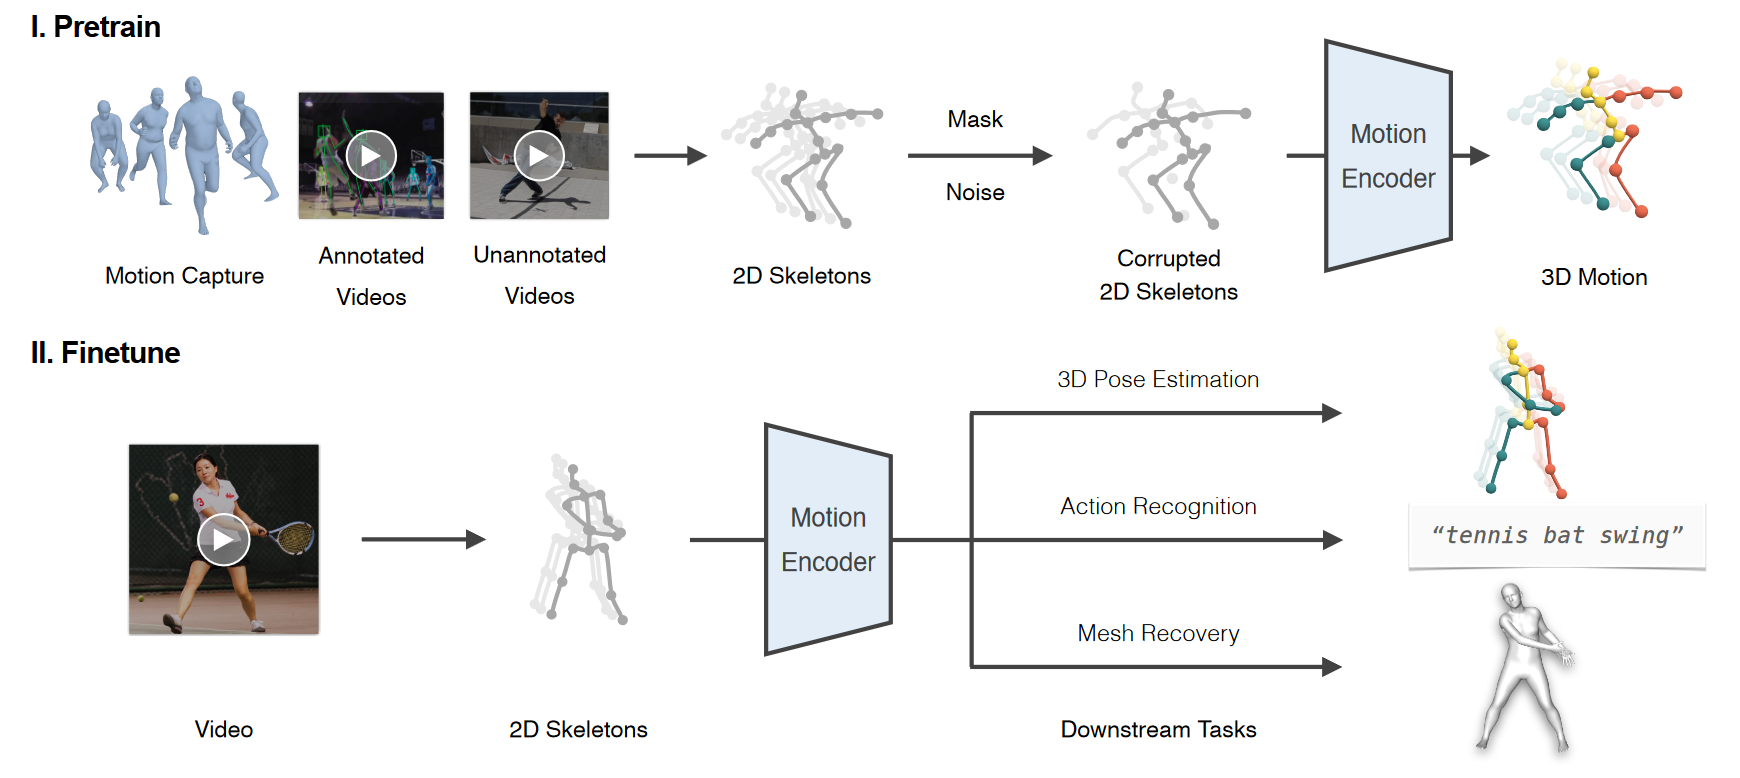 I. Pretrain
Mask
Noise
Motion
Encoder
Motion Capture
Annotated
Videos
Unannotated
Videos
2D Skeletons
Corrupted
2D Skeletons
3D Motion
II. Finetune
3D Pose Estimation
Motion
Encoder
Action Recognition
“tennis bat swing”
Mesh Recovery
Video
2D Skeletons
Downstream Tasks
3